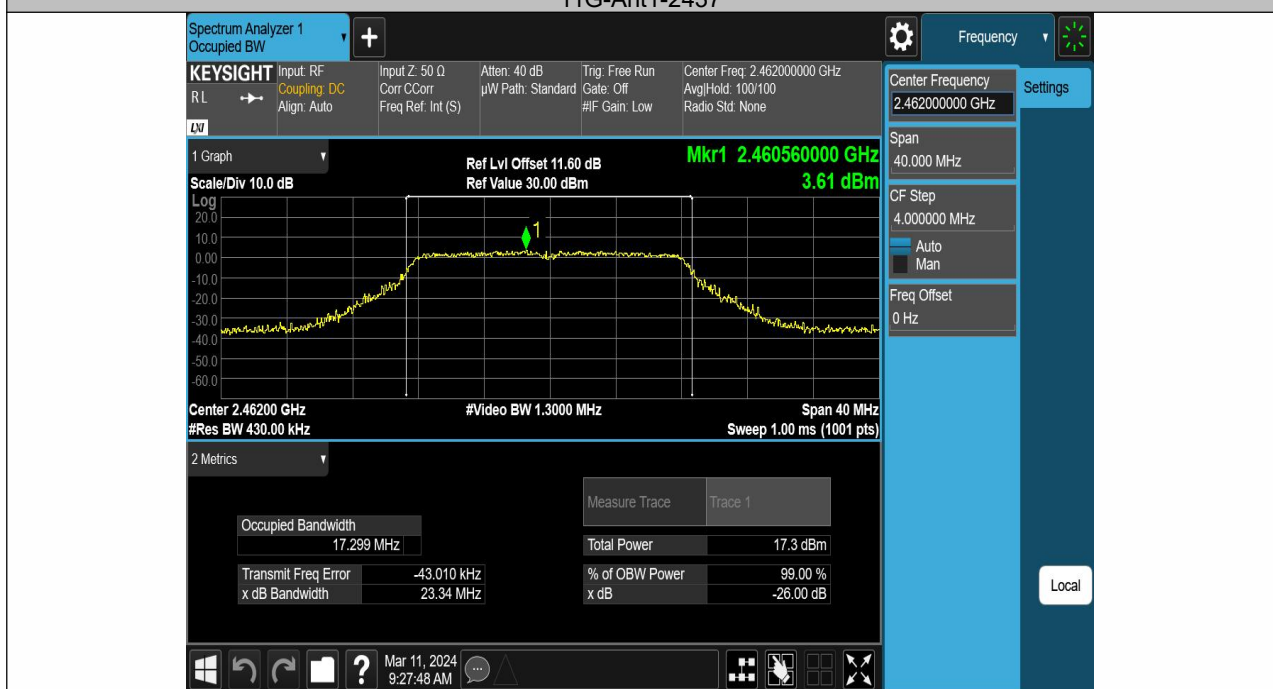 11G-Ant1-2437
Spectrum Analyzer 1
Occupied BW
Frequency
KEYSIGHT
RL
LXI
Input: RF
Coupling: DC
Align: Auto
Input Z: 50 Ω
Corr CCorr
Freq Ref: Int (S)
Atten: 40 dB
µW Path: Standard
Trig: Free Run
Gate: Off
#IF Gain: Low
Center Freq: 2.462000000 GHz
Avg|Hold: 100/100
Radio Std: None
Center Frequency
2.462000000 GHz
Settings
Span
40.000 MHz
CF Step
4.000000 MHz
Auto
Man
Freq Offset
0 Hz
Local
1 Graph
Scale/Div 10.0 dB
Ref Lvl Offset 11.60 dB
Ref Value 30.00 dBm
Mkr1 2.460560000 GHz
3.61 dBm
Log
20.0
10.0
0.00
-10.0
-20.0
-30.0
-40.0
-50.0
-60.0
1
Center 2.46200 GHz
#Video BW 1.3000 MHz
Span 40 MHz
#Res BW 430.00 kHz
Sweep 1.00 ms (1001 pts)
2 Metrics
Measure Trace Trace 1
Occupied Bandwidth
17.299 MHz
Total Power 17.3 dBm
Transmit Freq Error -43.010 kHz
% of OBW Power 99.00 %
x dB Bandwidth 23.34 MHz
x dB -26.00 dB
Mar 11, 2024
9:27:48 AM